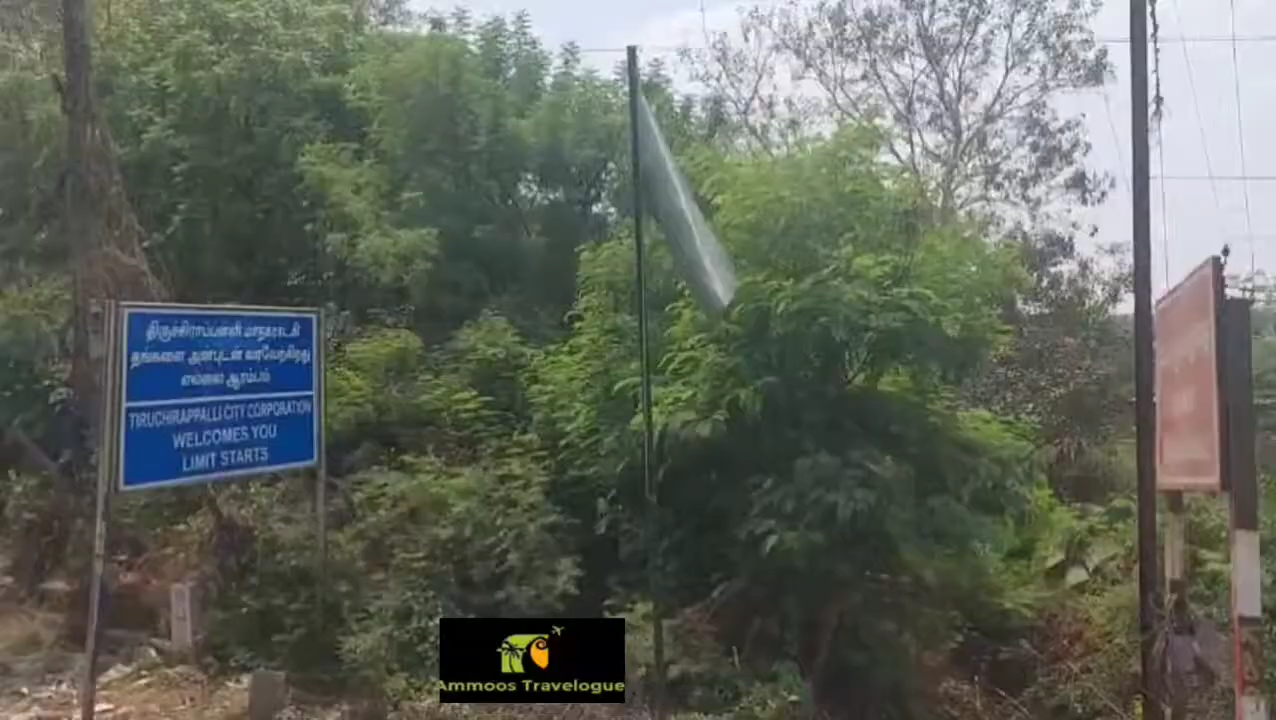 திருச்சிராப்பள்ளி மாநகராட்சி
தங்களை அன்புடன் வரவேற்கிறது
எல்லை ஆரம்பம்
TIRUCHIRAPPALLI CITY CORPORATION
WELCOMES YOU
LIMIT STARTS
Ammoos Travelogue